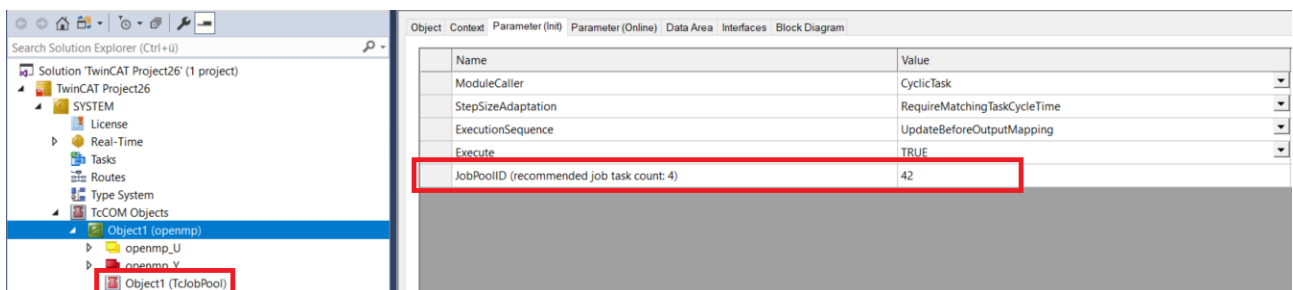 Search Solution Explorer (Ctrl+ü)
Solution 'TwinCAT Project26' (1 project)
TwinCAT Project26
SYSTEM
License
Real-Time
Tasks
Routes
Type System
TcCOM Objects
Object1 (openmp)
openmp_U
openmp_Y
Object1 (TcJobPool)
Object Context Parameter (Init) Parameter (Online) Data Area Interfaces Block Diagram
Name Value
ModuleCaller CyclicTask
StepSizeAdaptation RequireMatchingTaskCycleTime
ExecutionSequence UpdateBeforeOutputMapping
Execute TRUE
JobPoolID (recommended job task count: 4) 42